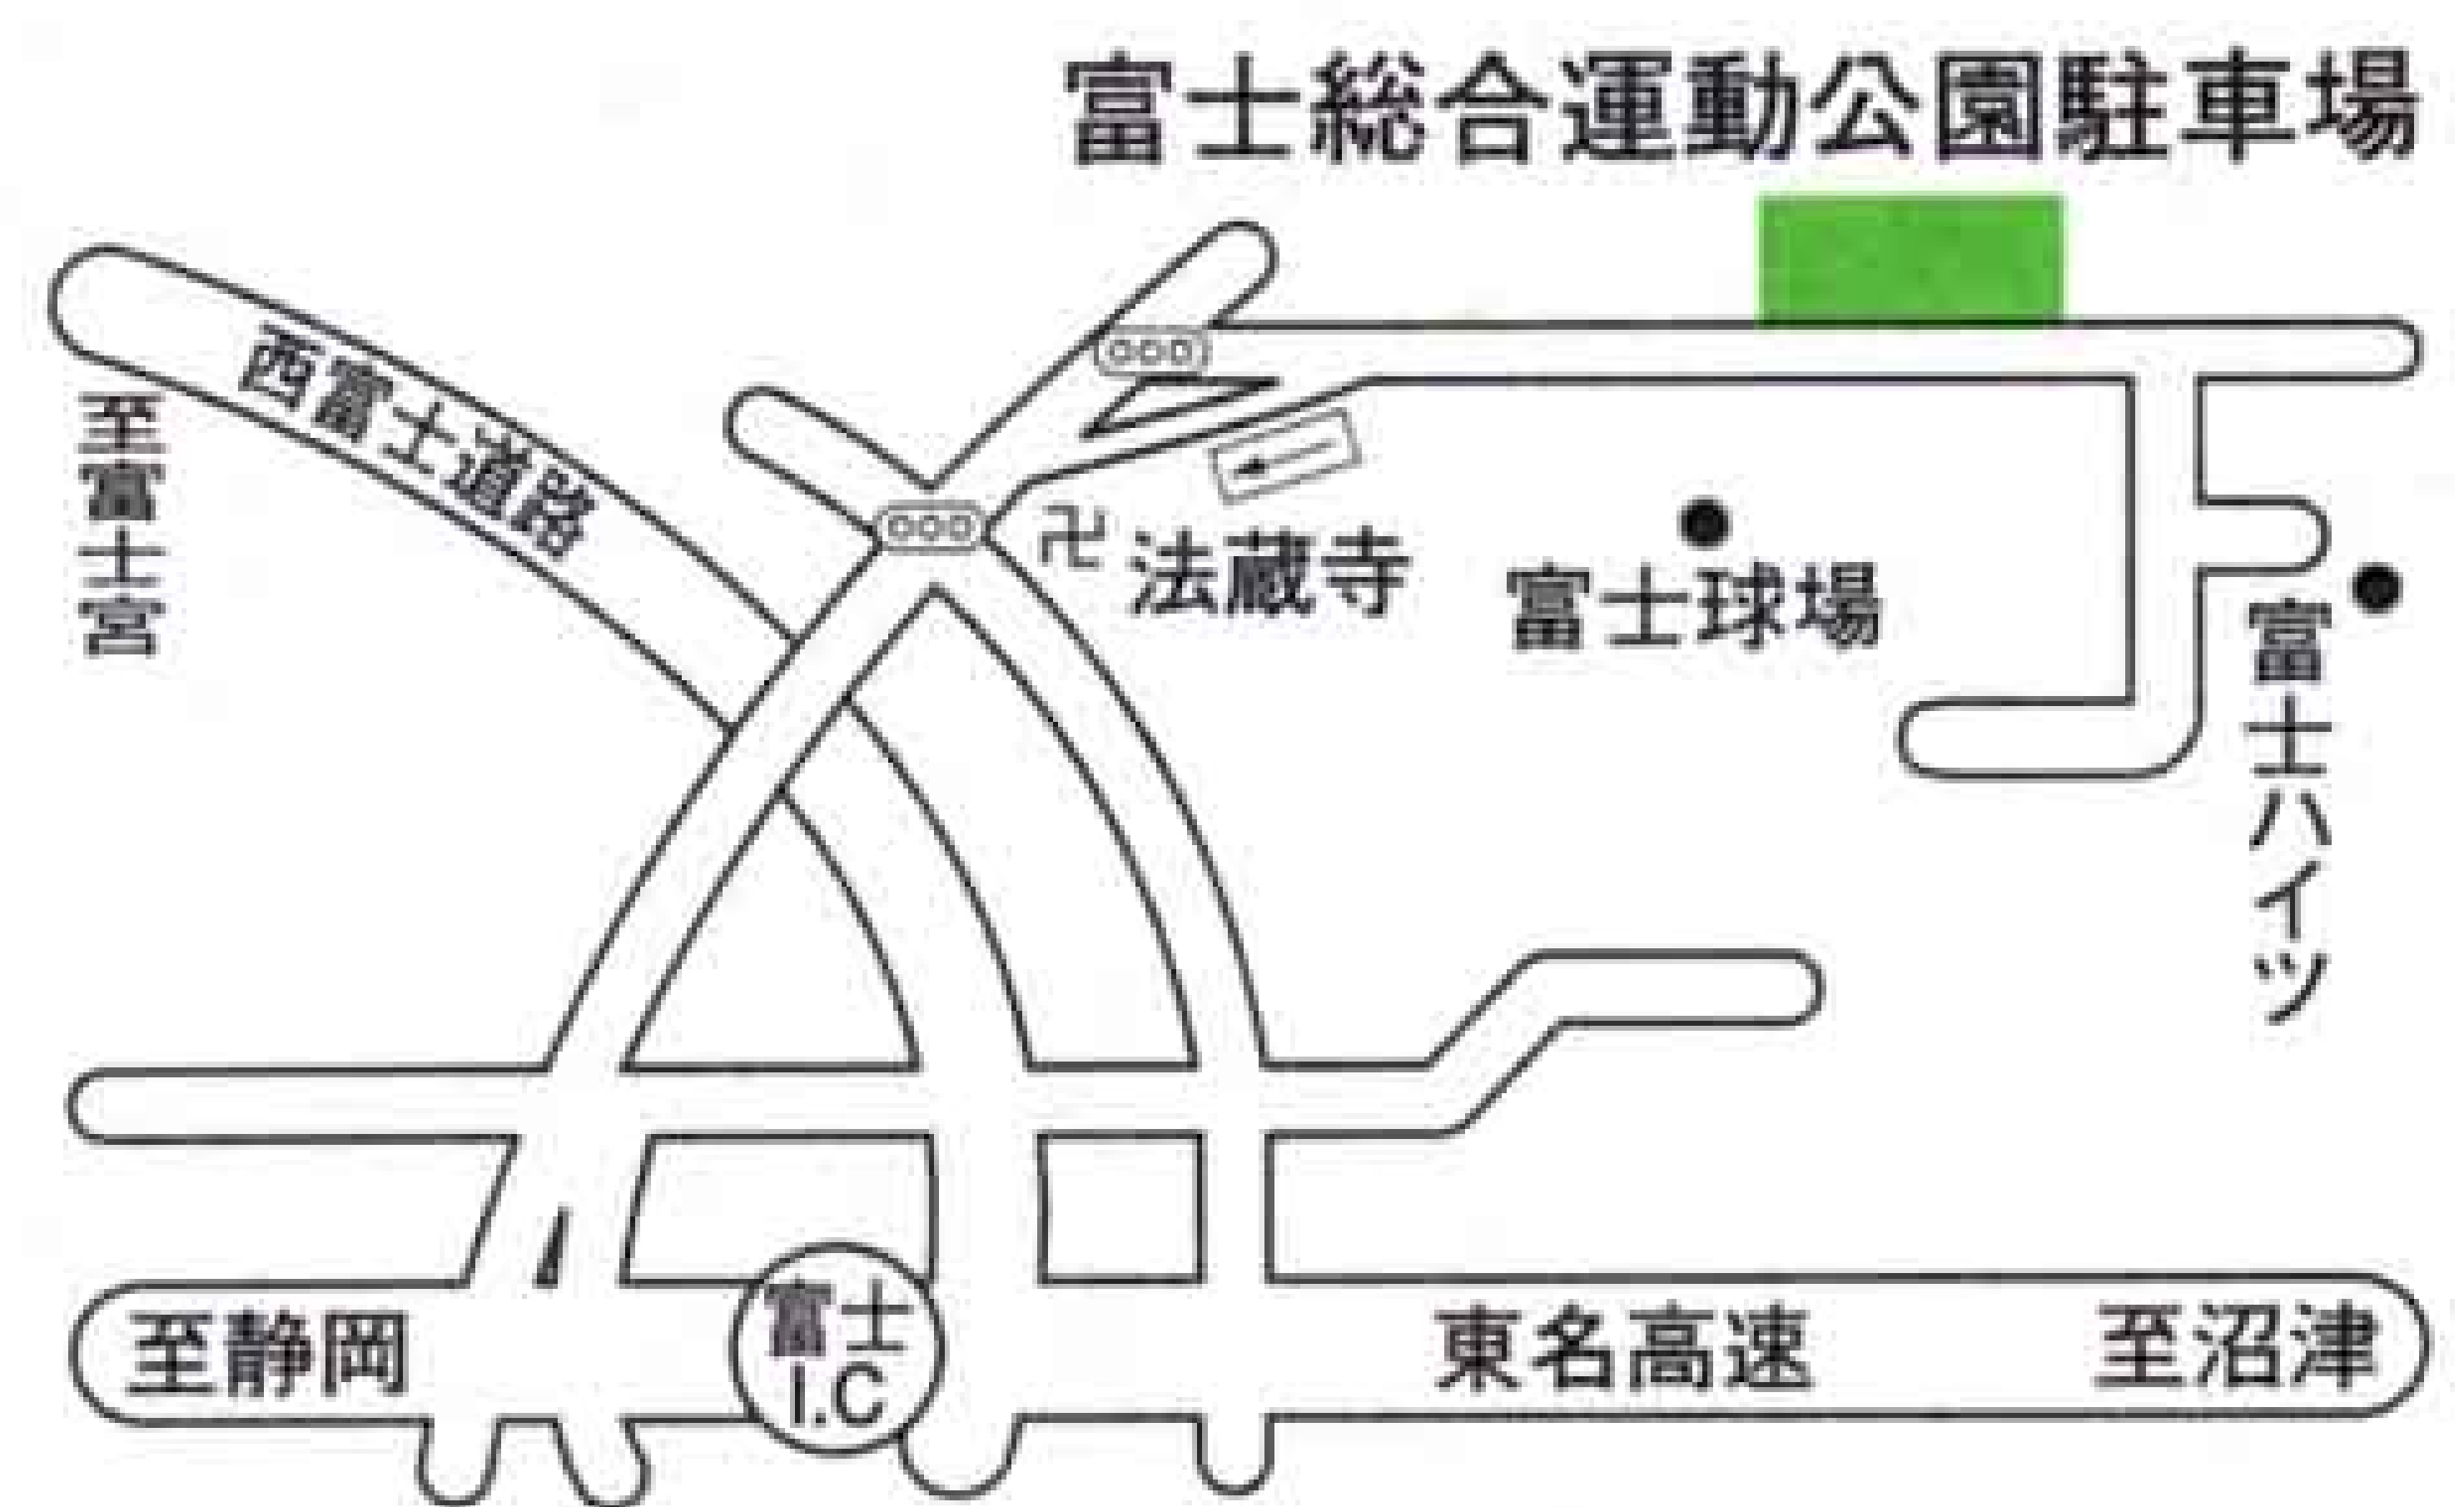 富士総合運動公園駐車場
西富士道路
至富士宮
卍 法蔵寺
富士球場
富士ハイツ
至静岡
富士
I.C
東名高速
至沼津